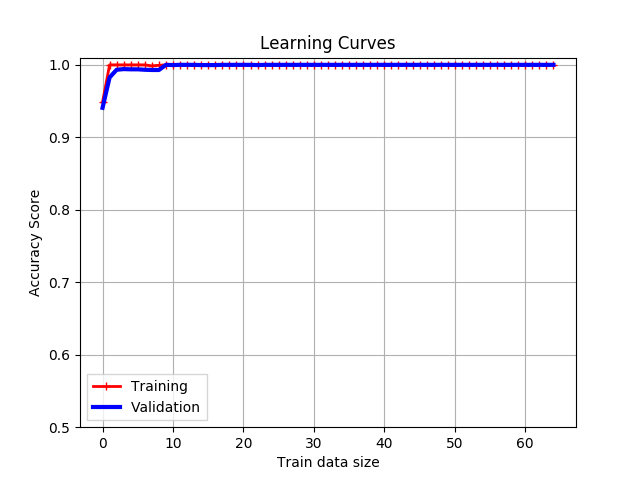 Learning Curves
1.0
0.9
0.8
0.7
0.6
0.5
Accuracy Score
Training
Validation
0 10 20 30 40 50 60
Train data size